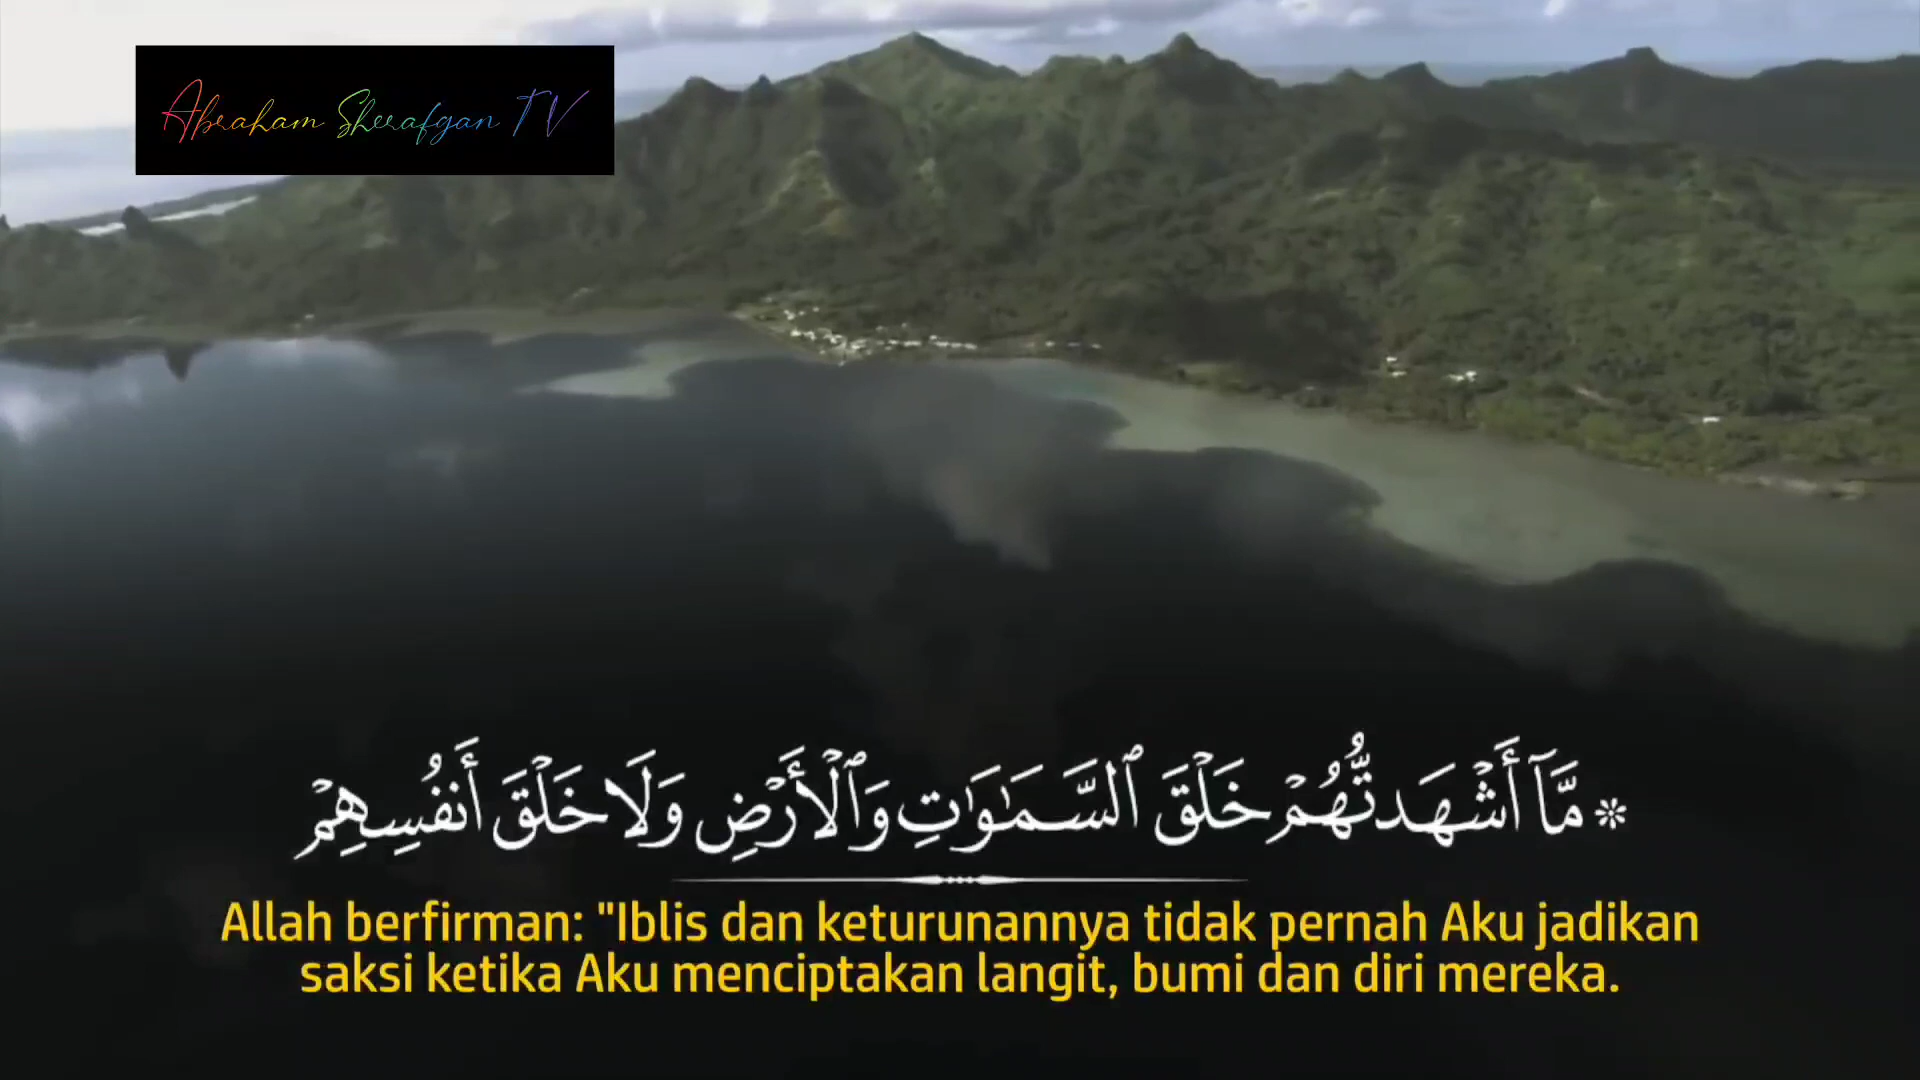 Abraham Sherafgan TV
۞ مَّآ أَشْهَدتُّهُمْ خَلْقَ ٱلسَّمَٰوَٰتِ وَٱلْأَرْضِ وَلَا خَلْقَ أَنفُسِهِمْ
Allah berfirman: "Iblis dan keturunannya tidak pernah Aku jadikan
saksi ketika Aku menciptakan langit, bumi dan diri mereka.